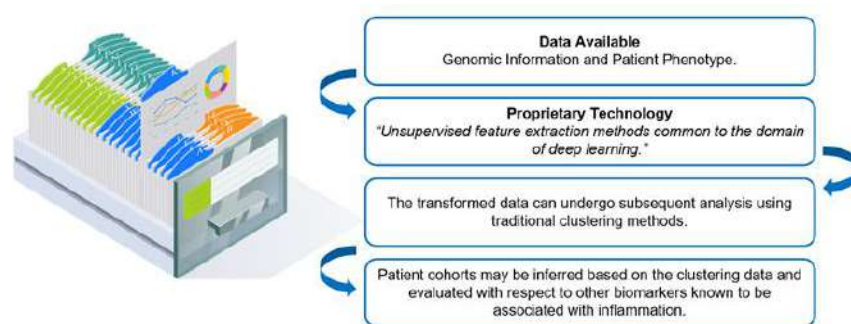 Data Available
Genomic Information and Patient Phenotype.
Proprietary Technology
"Unsupervised feature extraction methods common to the domain
of deep learning."
The transformed data can undergo subsequent analysis using
traditional clustering methods.
Patient cohorts may be inferred based on the clustering data and
evaluated with respect to other biomarkers known to be
associated with inflammation.